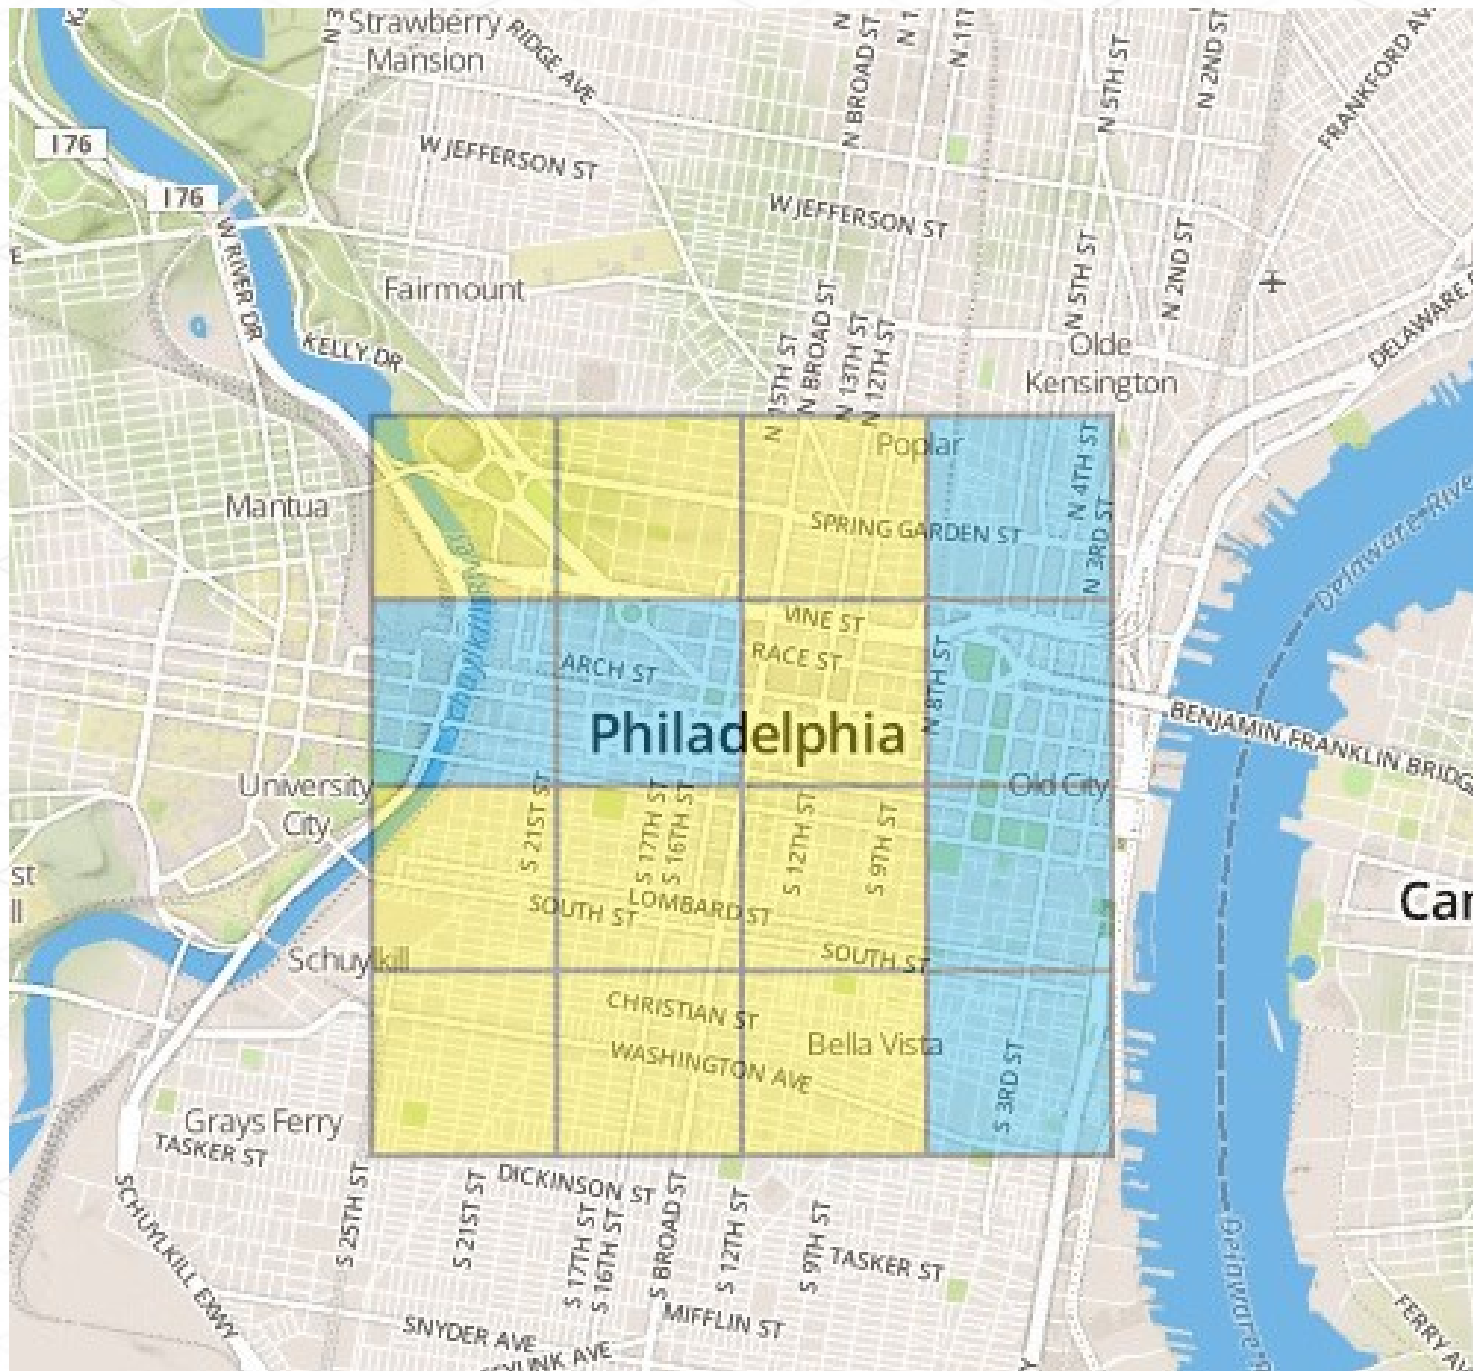 Strawberry
Mansion
RIDGE AVE
N BROAD ST
N 11T
N 5TH ST
N 2ND ST
FRANKFORD AV
I 76
W JEFFERSON ST
I 76
W JEFFERSON ST
W RIVER DR
Fairmount
N 5TH ST
N 2ND ST
KELLY DR
N 15TH ST
N BROAD ST
N 13TH ST
N 12TH ST
Olde
Kensington
DELAWARE
Poplar
N 4TH ST
Mantua
SPRING GARDEN ST
N 3RD ST
Delaware River
VINE ST
ARCH ST
RACE ST
N 8TH ST
Philadelphia
BENJAMIN FRANKLIN BRIDG
University
City
Old City
S 21ST ST
S 17TH ST
S 16TH ST
S 12TH ST
S 9TH ST
st
ll
LOMBARD ST
SOUTH ST
SOUTH ST
Schuylkill
CHRISTIAN ST
WASHINGTON AVE
Bella Vista
S 3RD ST
Grays Ferry
TASKER ST
SCHUYLKILL EXWY
S 25TH ST
S 21ST ST
DICKINSON ST
S 17TH ST
S 16TH ST
S BROAD ST
S 12TH ST
S 9TH ST
TASKER ST
SNYDER AVE
MIFFLIN ST
FERRY A